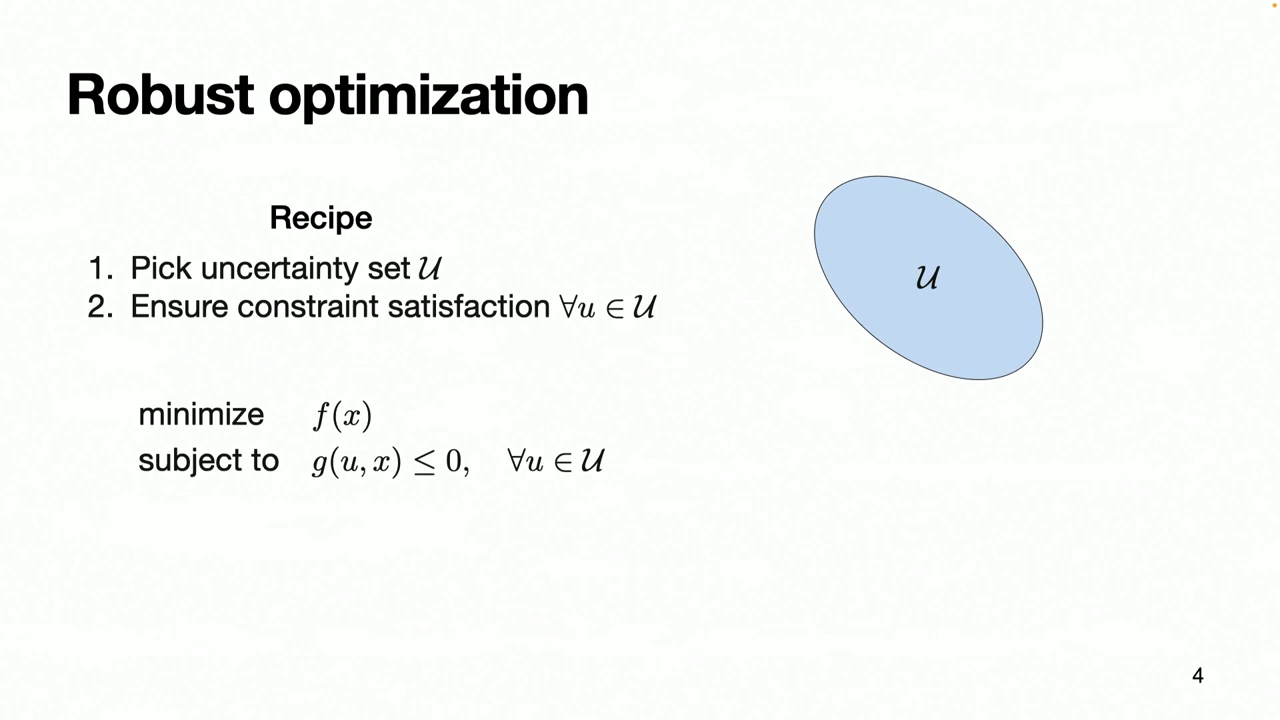 Robust optimization
Recipe
1. Pick uncertainty set 𝒰
2. Ensure constraint satisfaction ∀u ∈ 𝒰
𝒰
minimize f(x)
subject to g(u, x) ≤ 0, ∀u ∈ 𝒰
4